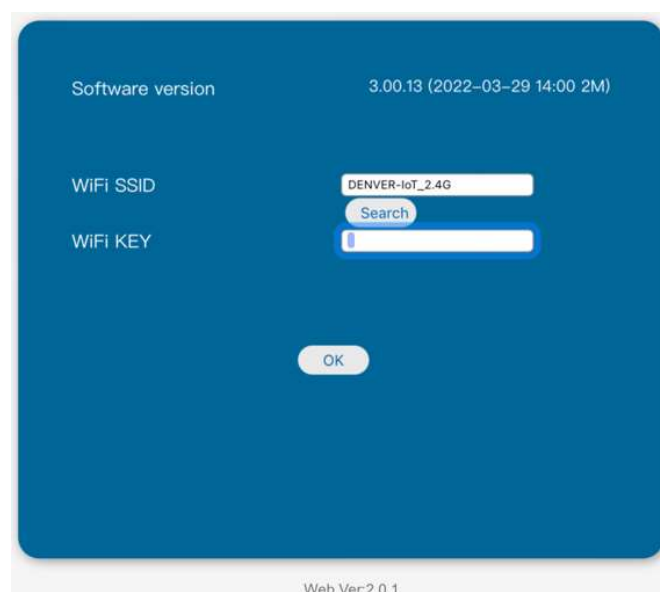 Software version 3.00.13 (2022-03-29 14:00 2M)
WiFi SSID DENVER-IoT_2.4G
Search
WiFi KEY
OK
Web Ver:2.0.1